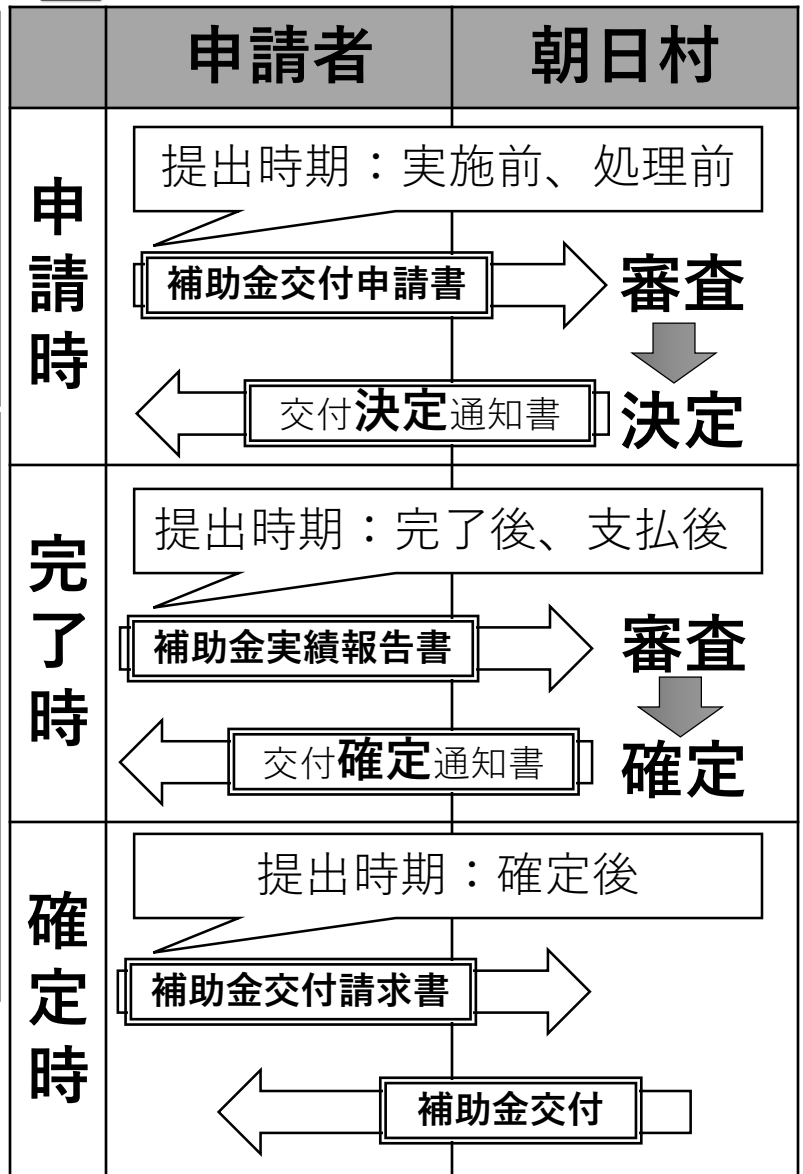 申請者 朝日村
申請時
提出時期：実施前、処理前
補助金交付申請書
審査
交付決定通知書
決定
完了時
提出時期：完了後、支払後
補助金実績報告書
審査
交付確定通知書
確定
確定時
提出時期：確定後
補助金交付請求書
補助金交付